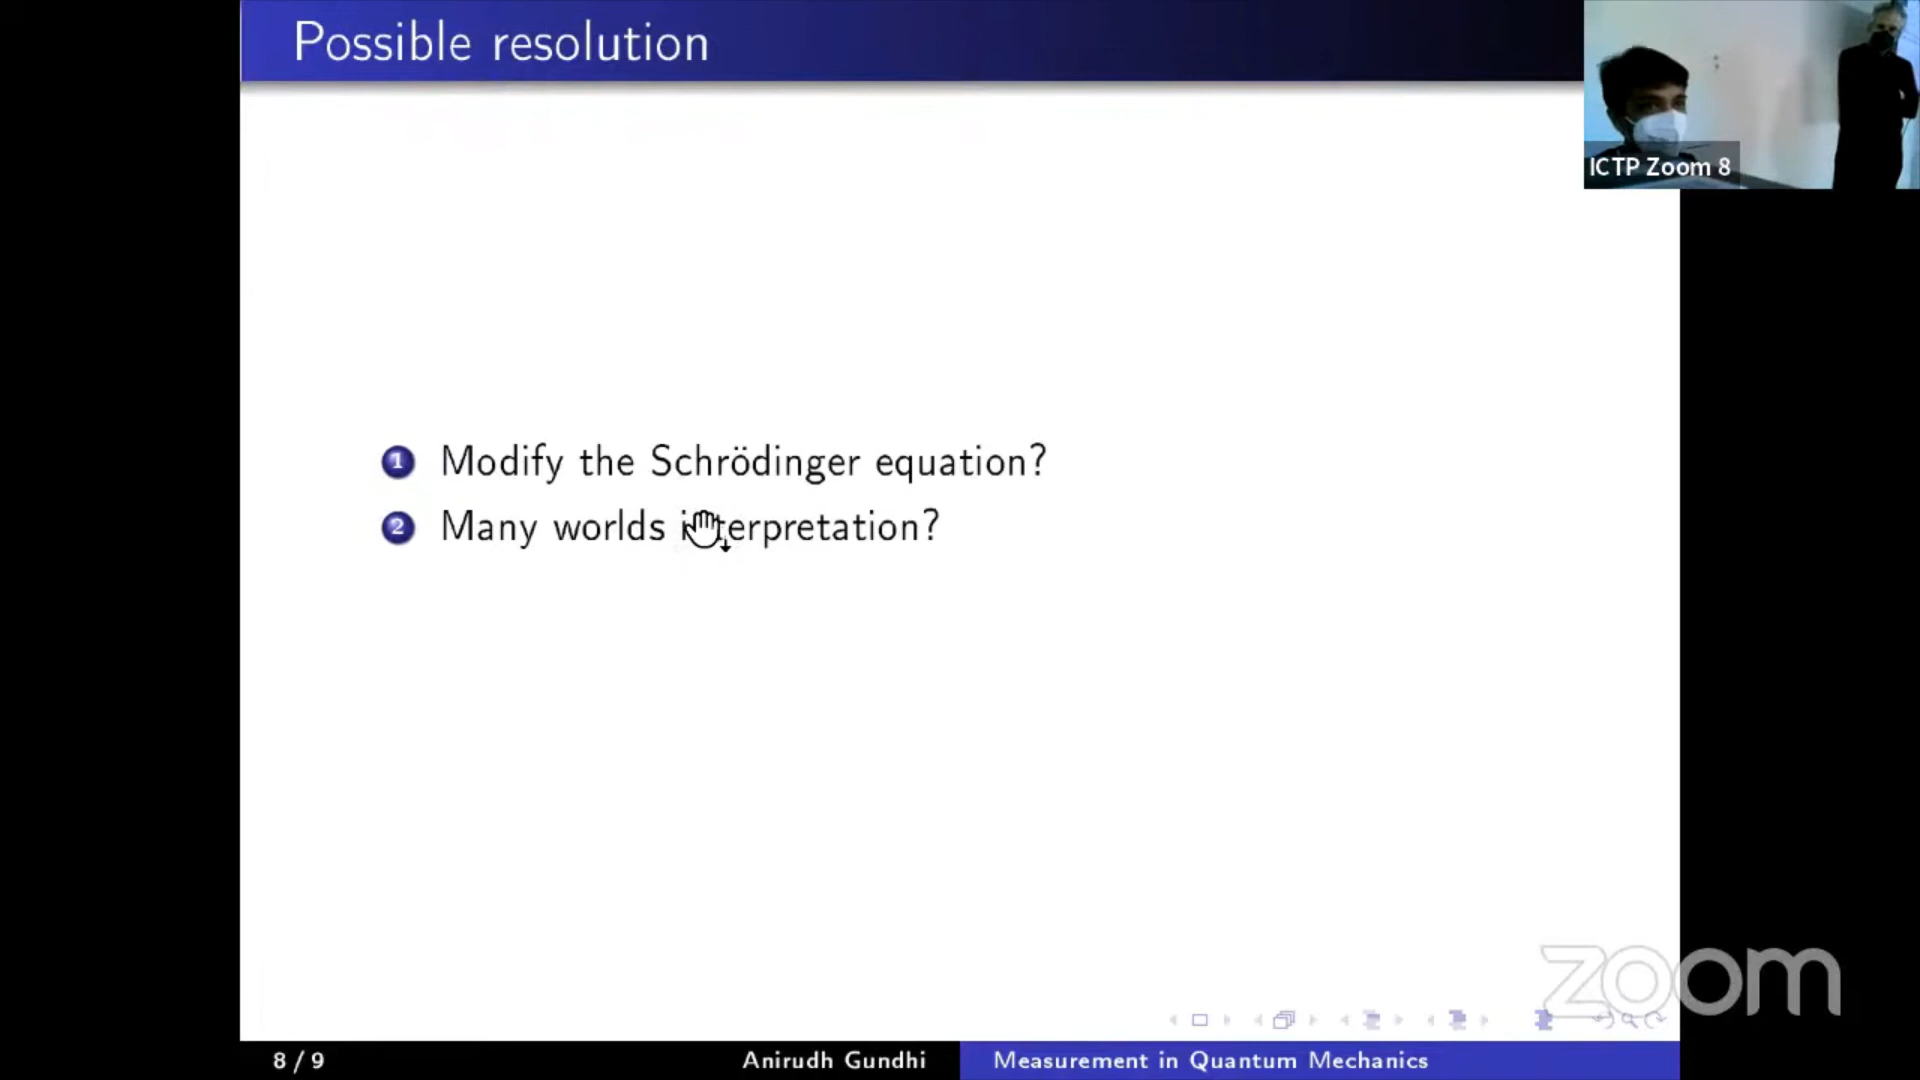 Possible resolution
ICTP Zoom 8
1 Modify the Schrödinger equation?
2 Many worlds interpretation?
zoom
8 / 9 Anirudh Gundhi Measurement in Quantum Mechanics